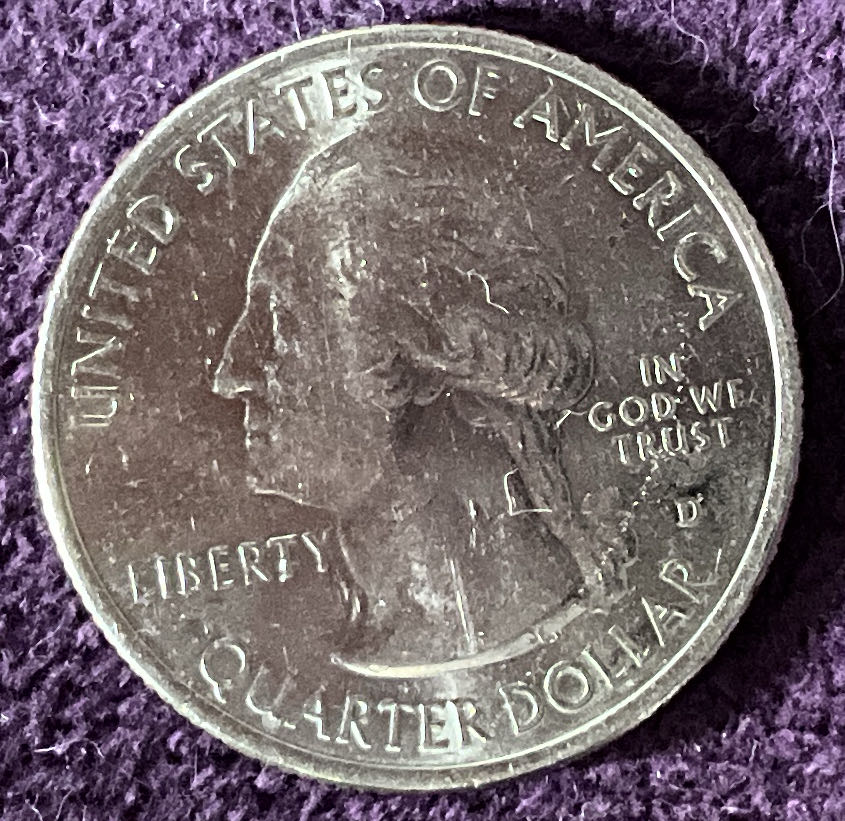 UNITED STATES OF AMERICA
IN
GOD WE
TRUST
D
LIBERTY
QUARTER DOLLAR